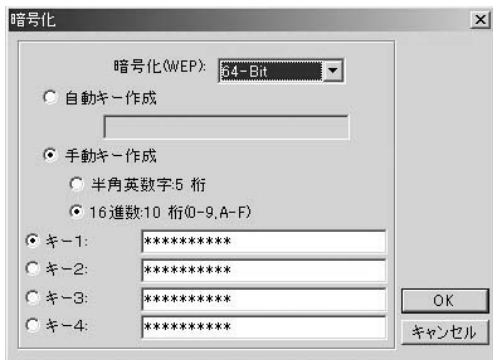 暗号化
暗号化(WEP): 64-Bit
自動キー作成
手動キー作成
半角英数字:5 桁
16進数:10 桁(0-9,A-F)
キー1: **********
キー2: **********
キー3: **********
キー4: **********
OK
キャンセル